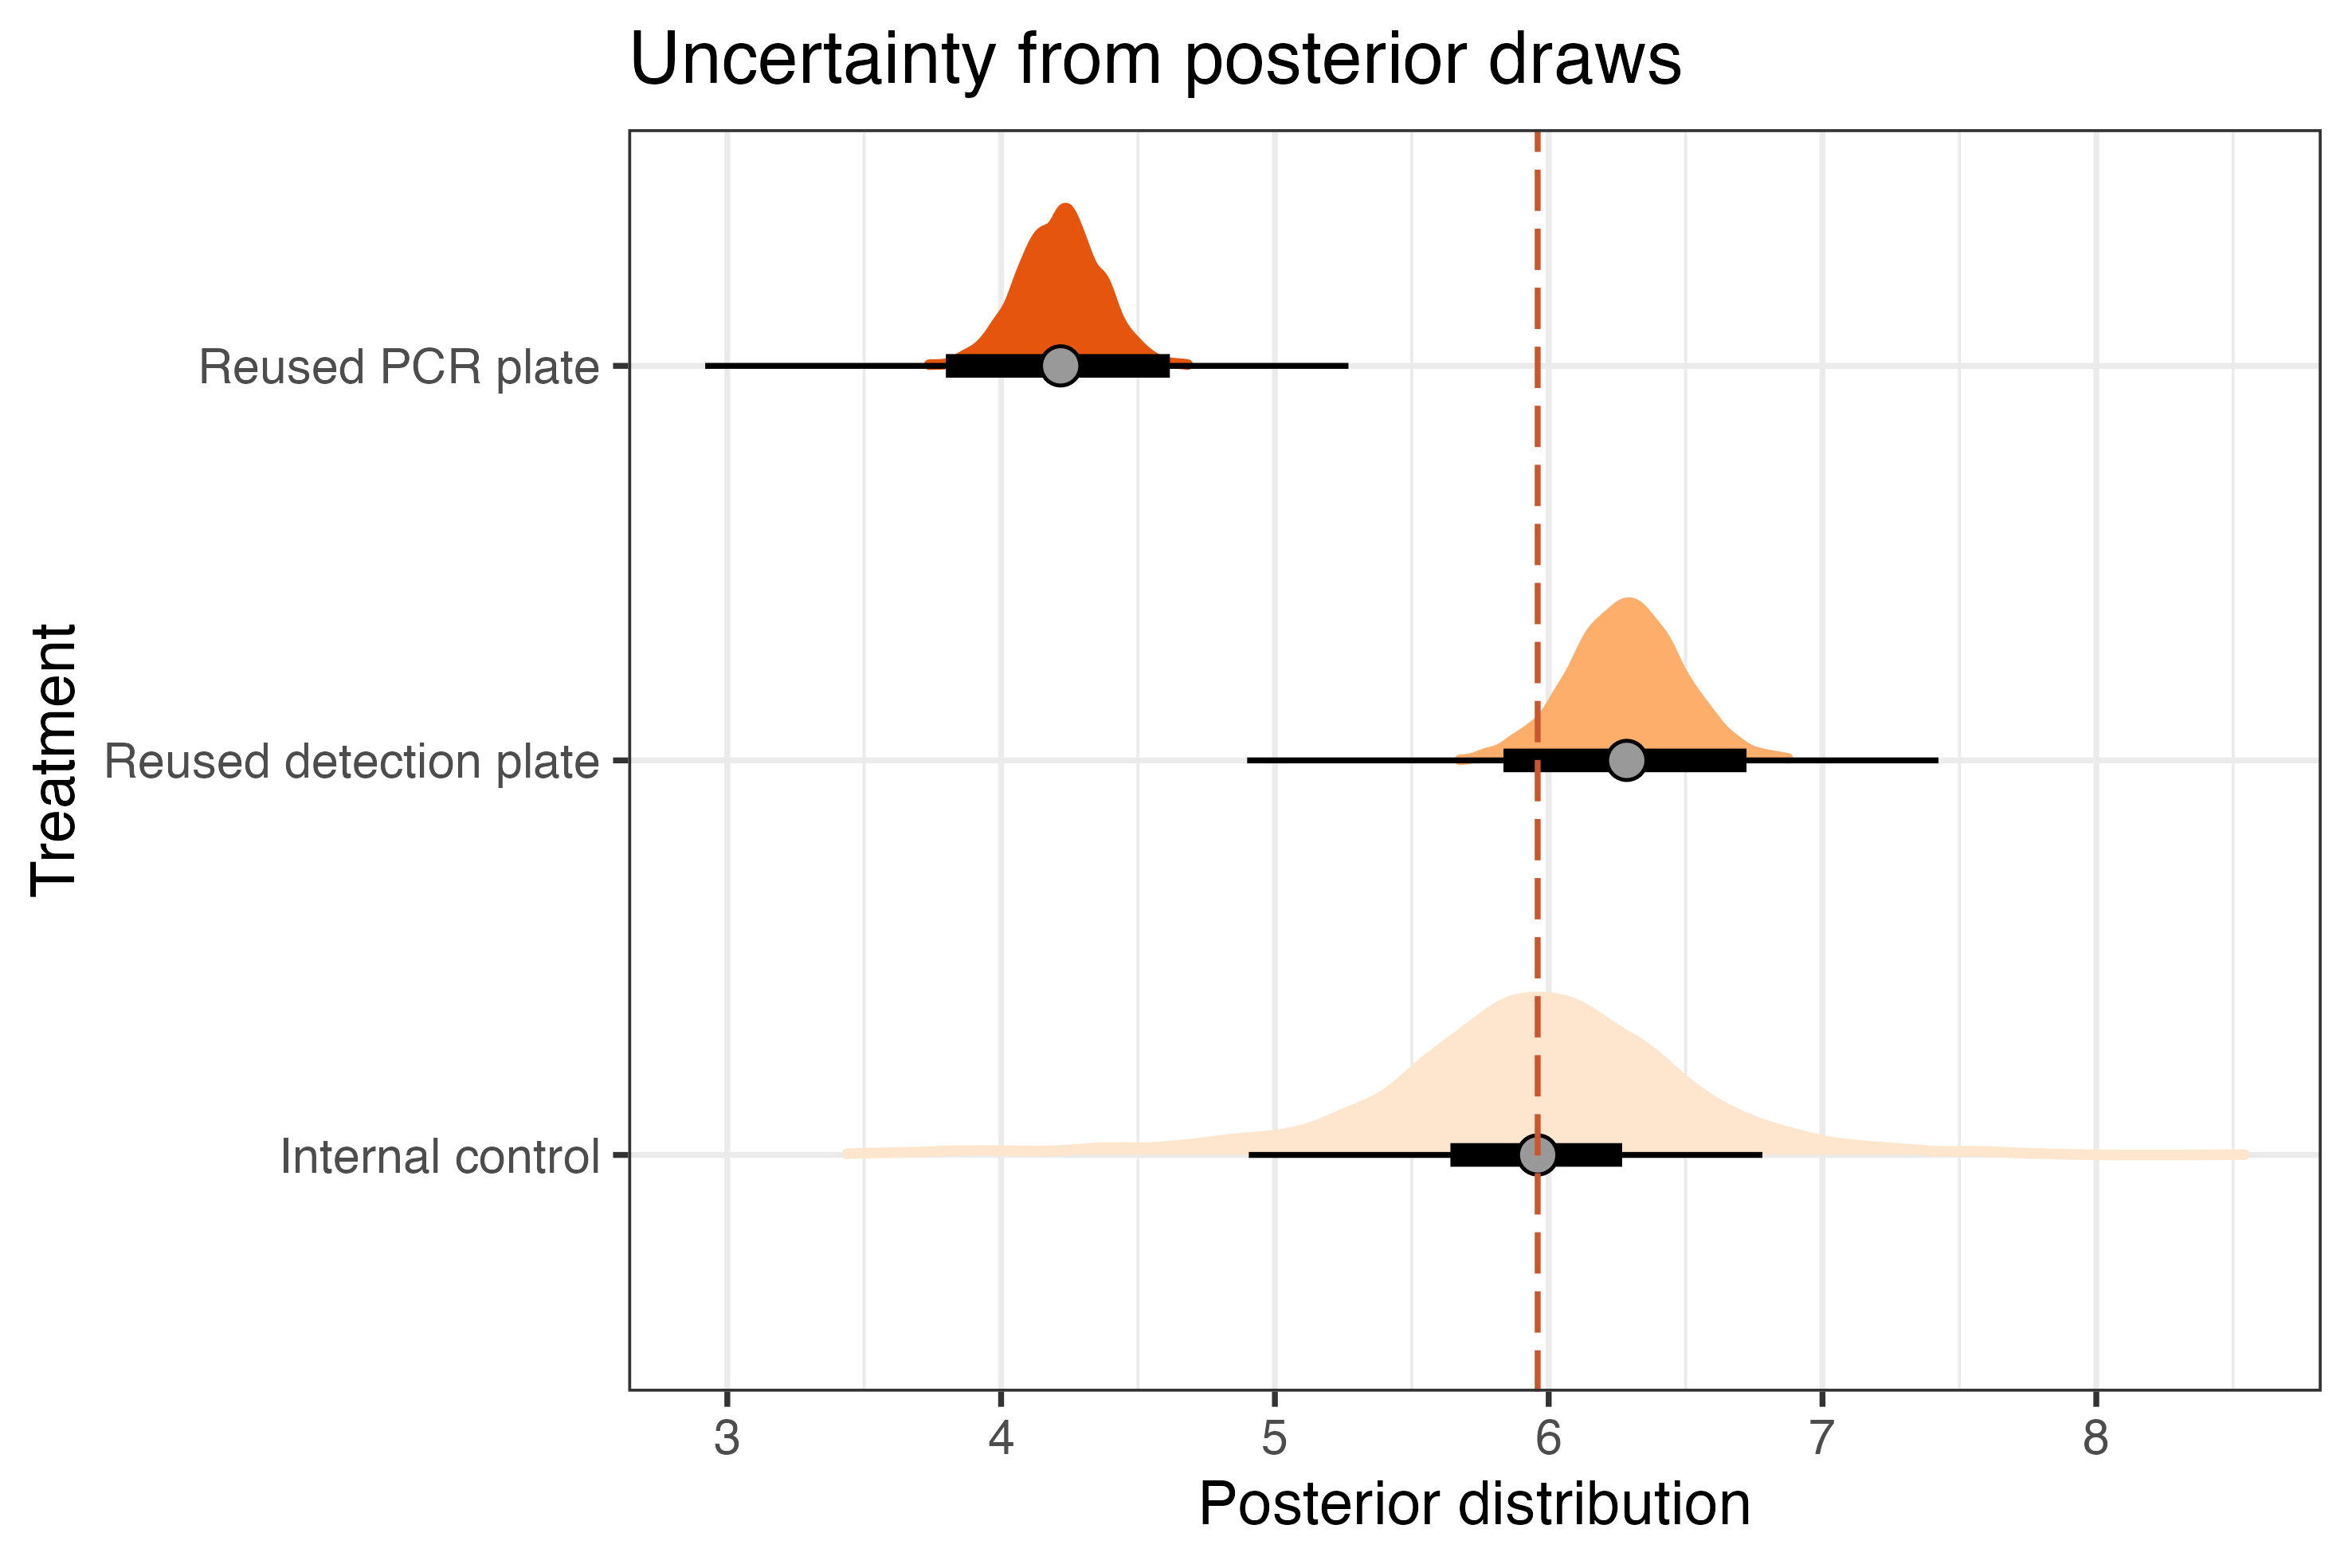 Uncertainty from posterior draws
Treatment
Reused PCR plate
Reused detection plate
Internal control
3 4 5 6 7 8
Posterior distribution